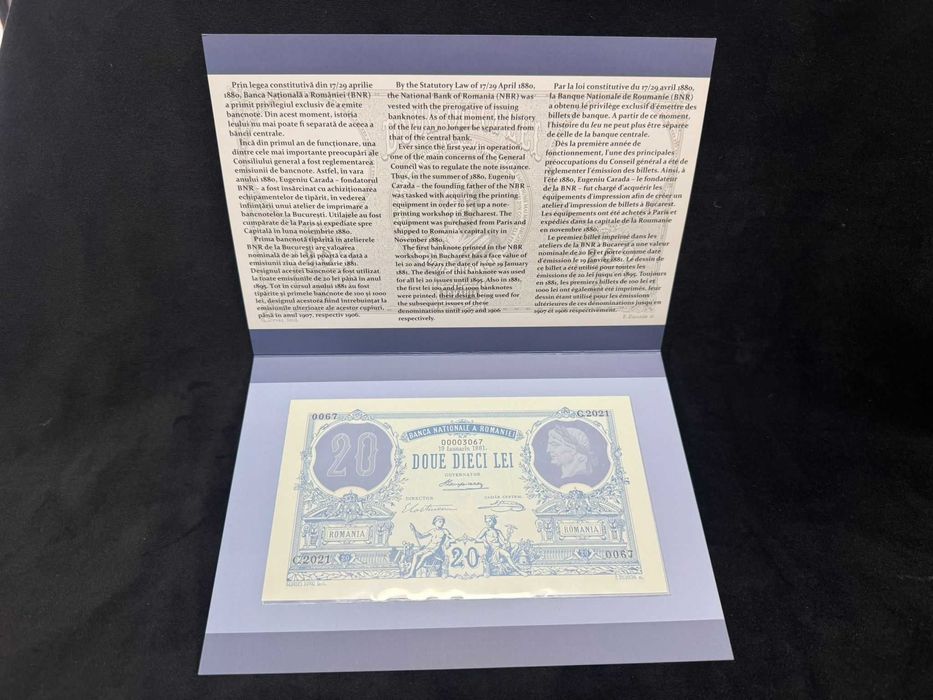 Prin legea constitutivă din 17/29 aprilie
1880, Banca Națională a României (BNR)
a primit privilegiul exclusiv de a emite
bancnote. Din acest moment, istoria
leului nu mai poate fi separată de aceea a
băncii centrale.
Încă din primul an de funcționare, una
dintre cele mai importante preocupări ale
Consiliului general a fost reglementarea
emisiunii de bancnote. Astfel, în vara
anului 1880, Eugeniu Carada – fondatorul
BNR – a fost însărcinat cu achiziționarea
echipamentelor de tipărit, în vederea
înființării unui atelier de imprimare a
bancnotelor la București. Utilajele au fost
cumpărate de la Paris și expediate spre
Capitală în luna noiembrie 1880.
Prima bancnotă tipărită în atelierele
BNR de la București are valoarea
nominală de 20 lei și poartă ca dată a
emisiunii ziua de 19 ianuarie 1881.
Designul acestei bancnote a fost utilizat
la toate emisiunile de 20 lei până în anul
1895. Tot în cursul anului 1881 au fost
tipărite și primele bancnote de 100 și 1000
lei, designul acestora fiind întrebuințat la
emisiunile ulterioare ale acestor cupiuri,
până în anul 1907, respectiv 1906.
By the Statutory Law of 17/29 April 1880,
the National Bank of Romania (NBR) was
vested with the prerogative of issuing
banknotes. As of that moment, the history
of the leu can no longer be separated from
that of the central bank.
Ever since the first year in operation,
one of the main concerns of the General
Council was to regulate the note issuance.
Thus, in the summer of 1880, Eugeniu
Carada – the founding father of the NBR –
was tasked with acquiring the printing
equipment in order to set up a note
printing workshop in Bucharest. The
equipment was purchased from Paris and
shipped to Romania's capital city in
November 1880.
The first banknote printed in the NBR
workshops in Bucharest has a face value of
lei 20 and bears the date of issue 19 January
1881. The design of this banknote was used
for all lei 20 issues until 1895. Also in 1881,
the first lei 100 and lei 1000 banknotes
were printed, their design being used for
the subsequent issues of these
denominations until 1907 and 1906
respectively.
Par la loi constitutive du 17/29 avril 1880,
la Banque Nationale de Roumanie (BNR)
a obtenu le privilège exclusif d'émettre des
billets de banque. A partir de ce moment,
l'histoire du leu ne peut plus être séparée
de celle de la banque centrale.
Dès la première année de
fonctionnement, l'une des principales
préoccupations du Conseil général a été de
réglementer l'émission des billets. Ainsi, à
l'été 1880, Eugeniu Carada – le fondateur
de la BNR – fut chargé d'acquérir les
équipements d'impression afin de créer un
atelier d'impression de billets à Bucarest.
Les équipements ont été achetés à Paris et
expédiés dans la capitale de la Roumanie
en novembre 1880.
Le premier billet imprimé dans les
ateliers de la BNR à Bucarest a une valeur
nominale de 20 lei et porte comme date
d'émission le 19 janvier 1881. Le dessin de
ce billet a été utilisé pour toutes les
émissions de 20 lei jusqu'en 1895. Toujours
en 1881, les premiers billets de 100 lei et
1000 lei ont également été imprimés, leur
dessin étant utilisé pour les émissions
ultérieures de ces dénominations jusqu'en
1907 et 1906 respectivement.
0067
C.2021
BANCA NATIONALE A ROMANIEI
00003067
19 Ianuariu 1881.
20
DOUE DIECI LEI
GUVERNATOR
DIRECTOR
CASIER CENTRAL
ROMANIA
ROMANIA
C.2021
20
0067